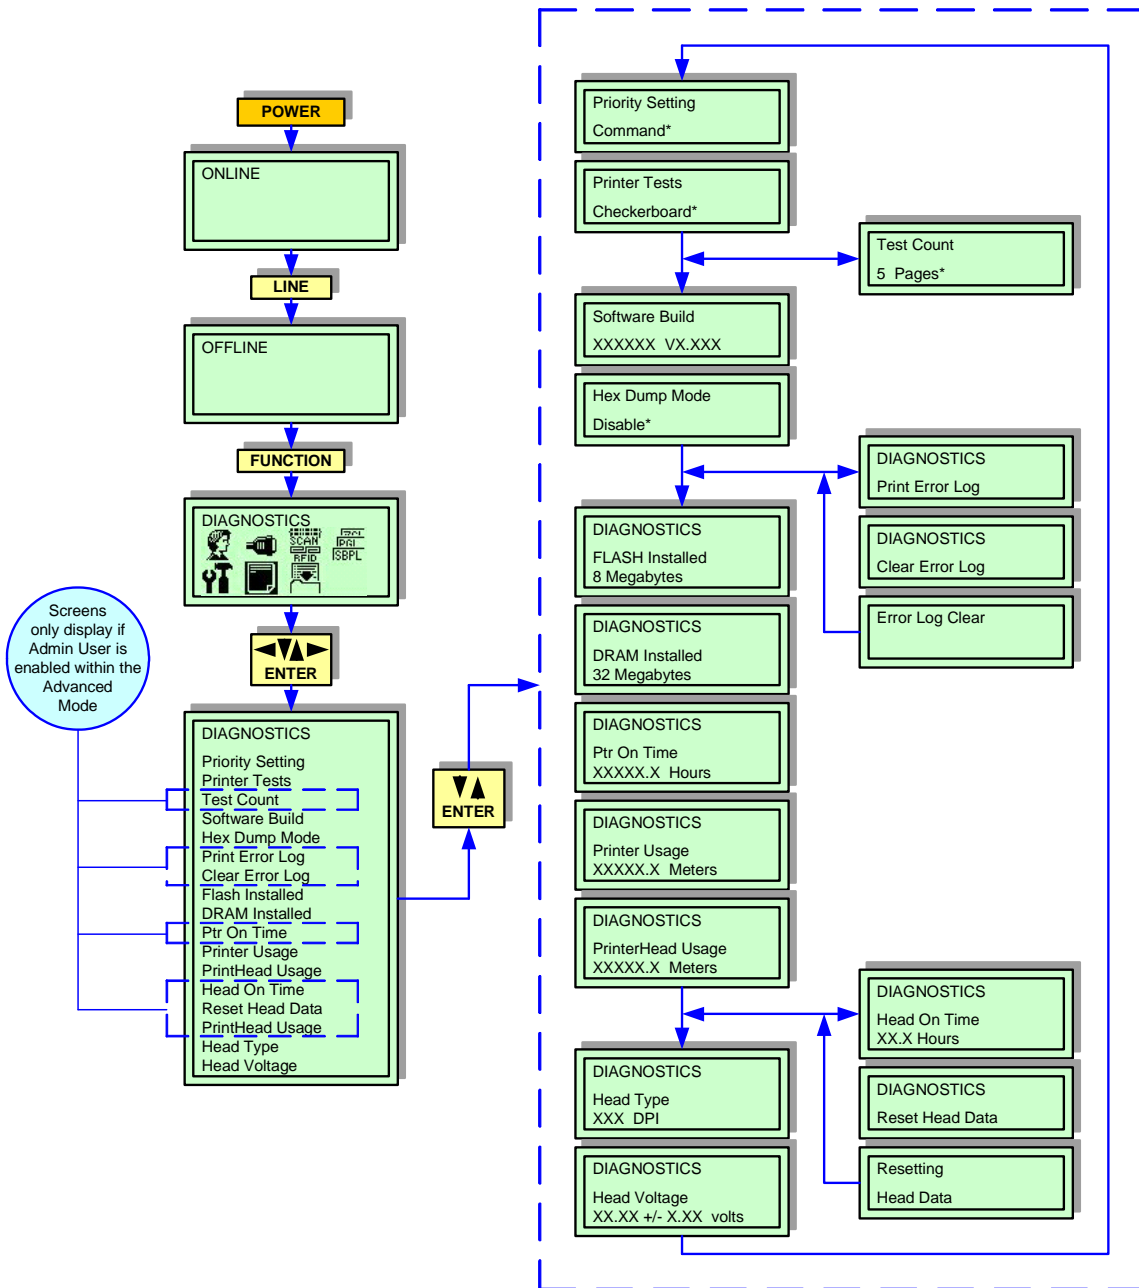 POWER
ONLINE
LINE
OFFLINE
FUNCTION
DIAGNOSTICS
SCAN
RFID
PGL
SBPL
ENTER
Screens
only display if
Admin User is
enabled within the
Advanced
Mode
DIAGNOSTICS
Priority Setting
Printer Tests
Test Count
Software Build
Hex Dump Mode
Print Error Log
Clear Error Log
Flash Installed
DRAM Installed
Ptr On Time
Printer Usage
PrintHead Usage
Head On Time
Reset Head Data
PrintHead Usage
Head Type
Head Voltage
ENTER
Priority Setting
Command*
Printer Tests
Checkerboard*
Test Count
5 Pages*
Software Build
XXXXXX VX.XXX
Hex Dump Mode
Disable*
DIAGNOSTICS
Print Error Log
DIAGNOSTICS
Clear Error Log
Error Log Clear
DIAGNOSTICS
FLASH Installed
8 Megabytes
DIAGNOSTICS
DRAM Installed
32 Megabytes
DIAGNOSTICS
Ptr On Time
XXXXX.X Hours
DIAGNOSTICS
Printer Usage
XXXXX.X Meters
DIAGNOSTICS
PrinterHead Usage
XXXXX.X Meters
DIAGNOSTICS
Head On Time
XX.X Hours
DIAGNOSTICS
Reset Head Data
Resetting
Head Data
DIAGNOSTICS
Head Type
XXX DPI
DIAGNOSTICS
Head Voltage
XX.XX +/- X.XX volts